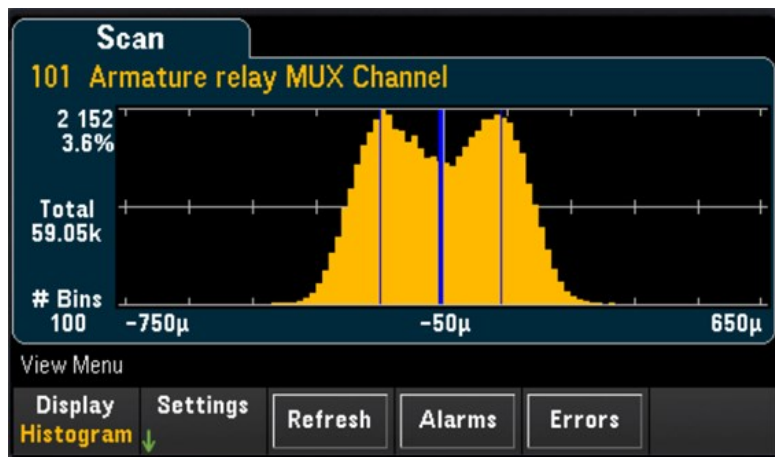 Scan
101 Armature relay MUX Channel
2 152
3.6%
Total
59.05k
# Bins
100
-750µ
-50µ
650µ
View Menu
Display
Histogram
Settings
Refresh
Alarms
Errors